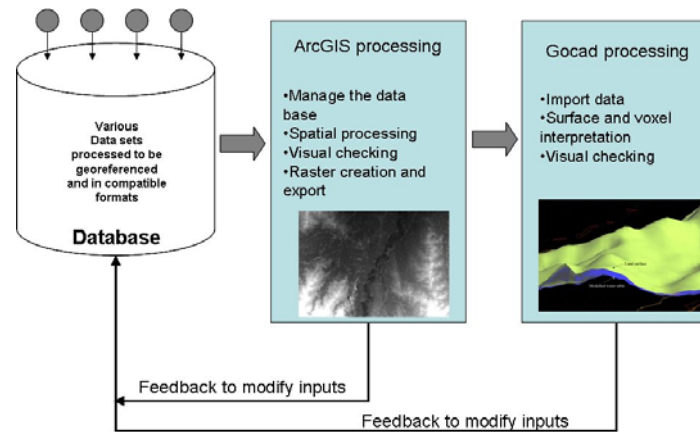 ArcGIS processing
Gocad processing
Various
Data sets
processed to be
georeferenced
and in compatible
formats
Database
•Manage the data
base
•Spatial processing
•Visual checking
•Raster creation and
export
•Import data
•Surface and voxel
interpretation
•Visual checking
Feedback to modify inputs
Feedback to modify inputs